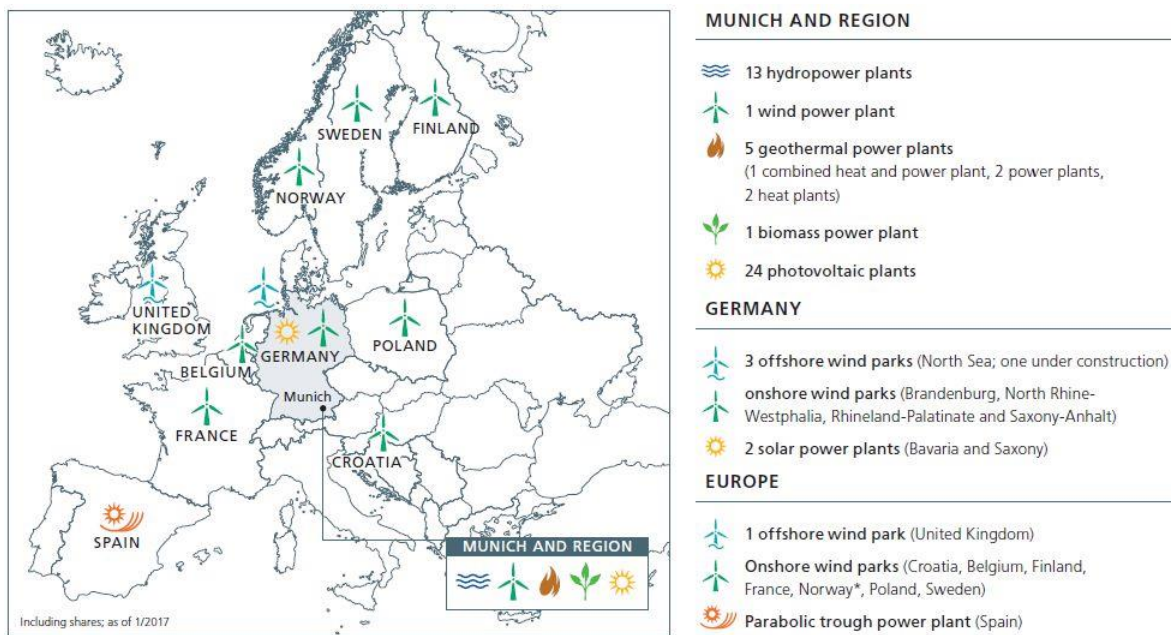 SWEDEN
FINLAND
NORWAY
UNITED
KINGDOM
BELGIUM
GERMANY
POLAND
Munich
FRANCE
CROATIA
SPAIN
MUNICH AND REGION
Including shares; as of 1/2017
MUNICH AND REGION
13 hydropower plants
1 wind power plant
5 geothermal power plants
(1 combined heat and power plant, 2 power plants,
2 heat plants)
1 biomass power plant
24 photovoltaic plants
GERMANY
3 offshore wind parks (North Sea; one under construction)
onshore wind parks (Brandenburg, North Rhine-
Westphalia, Rhineland-Palatinate and Saxony-Anhalt)
2 solar power plants (Bavaria and Saxony)
EUROPE
1 offshore wind park (United Kingdom)
Onshore wind parks (Croatia, Belgium, Finland,
France, Norway*, Poland, Sweden)
Parabolic trough power plant (Spain)